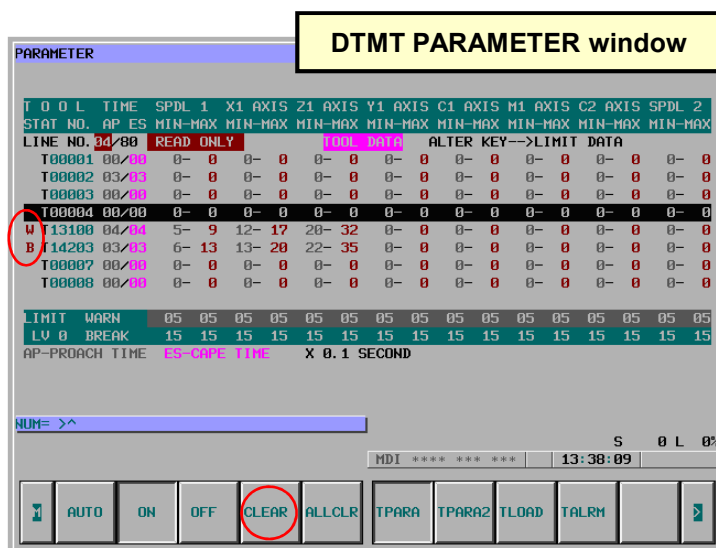 DTMT PARAMETER window
PARAMETER
T O O L TIME SPDL 1 X1 AXIS Z1 AXIS Y1 AXIS C1 AXIS M1 AXIS C2 AXIS SPDL 2
STAT NO. AP ES MIN-MAX MIN-MAX MIN-MAX MIN-MAX MIN-MAX MIN-MAX MIN-MAX MIN-MAX
LINE NO. 04/80 READ ONLY TOOL DATA ALTER KEY-->LIMIT DATA
T00001 00/00 0- 0 0- 0 0- 0 0- 0 0- 0 0- 0 0- 0 0- 0
T00002 03/03 0- 0 0- 0 0- 0 0- 0 0- 0 0- 0 0- 0 0- 0
T00003 00/00 0- 0 0- 0 0- 0 0- 0 0- 0 0- 0 0- 0 0- 0
T00004 00/00 0- 0 0- 0 0- 0 0- 0 0- 0 0- 0 0- 0 0- 0
W T13100 04/04 5- 9 12- 17 20- 32 0- 0 0- 0 0- 0 0- 0 0- 0
B T14203 03/03 6- 13 13- 20 22- 35 0- 0 0- 0 0- 0 0- 0 0- 0
T00007 00/00 0- 0 0- 0 0- 0 0- 0 0- 0 0- 0 0- 0 0- 0
T00008 00/00 0- 0 0- 0 0- 0 0- 0 0- 0 0- 0 0- 0 0- 0
LIMIT WARN 05 05 05 05 05 05 05 05 05 05 05 05 05 05 05 05
LV 0 BREAK 15 15 15 15 15 15 15 15 15 15 15 15 15 15 15 15
AP-PROACH TIME ES-CAPE TIME X 0.1 SECOND
NUM= >^
S 0 L 0%
MDI **** *** *** 13:38:09
M AUTO ON OFF CLEAR ALLCLR TPARA TPARA2 TLOAD TALRM >